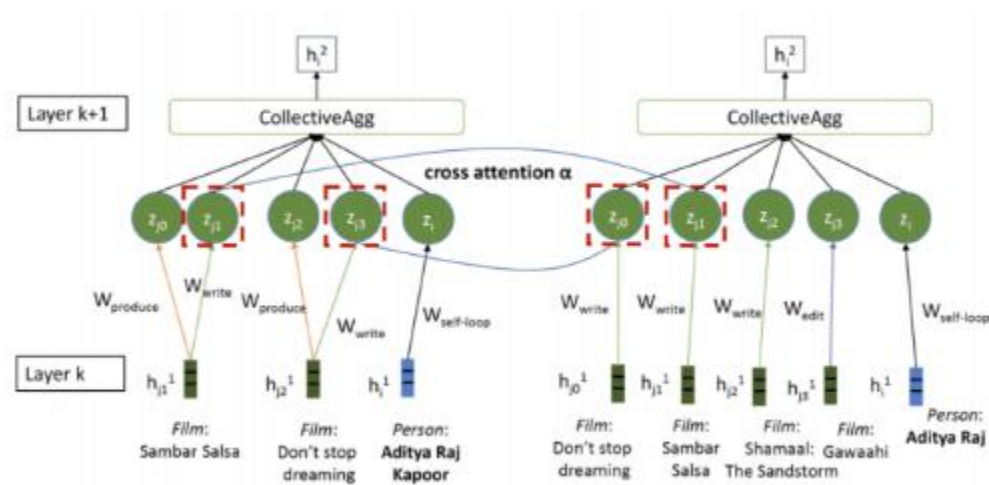 h_i^2 h_i^2
Layer k+1
CollectiveAgg CollectiveAgg
cross attention α
z_j0 z_j1 z_j2 z_j3 z_i z_j0 z_j1 z_j2 z_j3 z_i
W_produce W_write W_produce W_write W_self-loop W_write W_write W_write W_edit W_self-loop
Layer k
h_j1^1 h_j2^1 h_i^1 h_j0^1 h_j1^1 h_j2^1 h_j3^1 h_i^1
Film:
Sambar Salsa
Film:
Don't stop
dreaming
Person:
Aditya Raj
Kapoor
Film:
Don't stop
dreaming
Film:
Sambar
Salsa
Film:
Shamaal:
The Sandstorm
Film:
Gawaahi
Person:
Aditya Raj